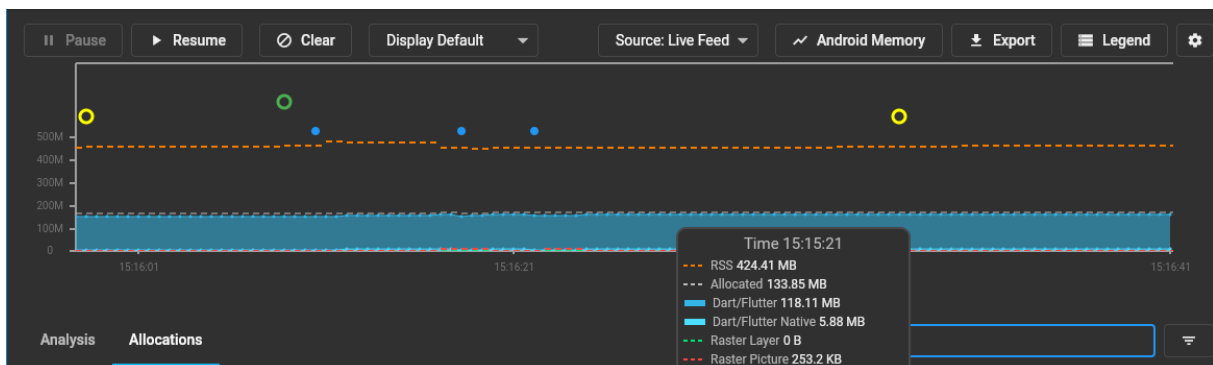 Pause Resume Clear Display Default Source: Live Feed Android Memory Export Legend
500M
400M
300M
200M
100M
0
15:16:01 15:16:21 15:16:41
Time 15:15:21
RSS 424.41 MB
Allocated 133.85 MB
Dart/Flutter 118.11 MB
Dart/Flutter Native 5.88 MB
Raster Layer 0 B
Raster Picture 253.2 KB
Analysis Allocations